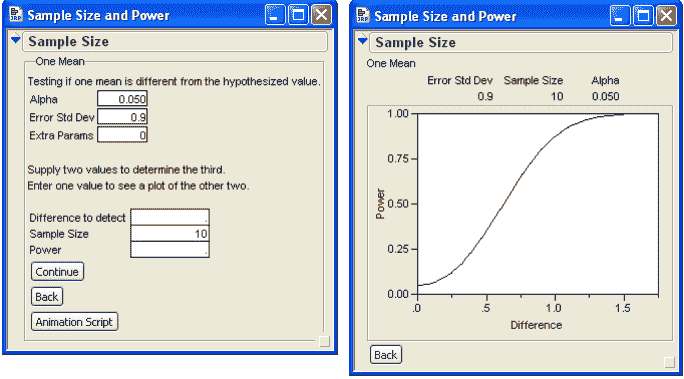 Sample Size and Power
Sample Size
One Mean
Testing if one mean is different from the hypothesized value.
Alpha 0.050
Error Std Dev 0.9
Extra Params 0
Supply two values to determine the third.
Enter one value to see a plot of the other two.
Difference to detect .
Sample Size 10
Power .
Continue
Back
Animation Script
Sample Size and Power
Sample Size
One Mean
Error Std Dev Sample Size Alpha
0.9 10 0.050
1.00
0.75
0.50
0.25
0.00
Power
.0 .5 1.0 1.5
Difference
Back